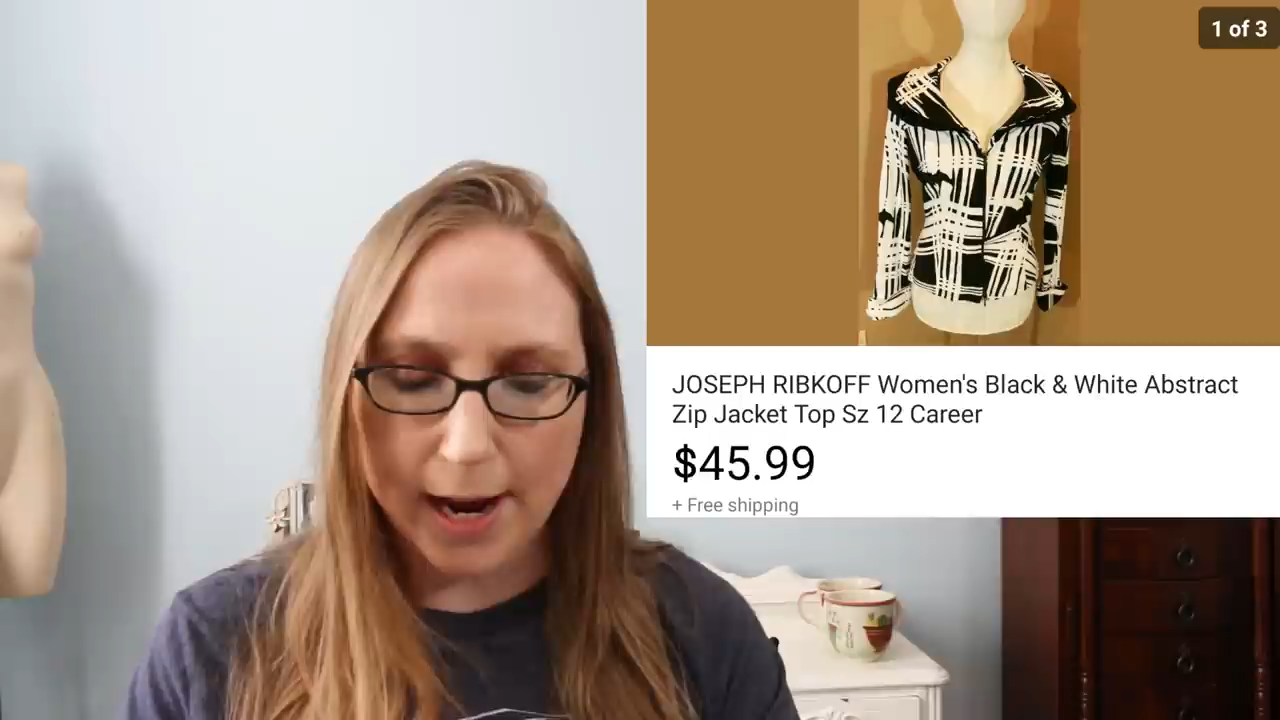 1 of 3
JOSEPH RIBKOFF Women's Black & White Abstract
Zip Jacket Top Sz 12 Career
$45.99
+ Free shipping